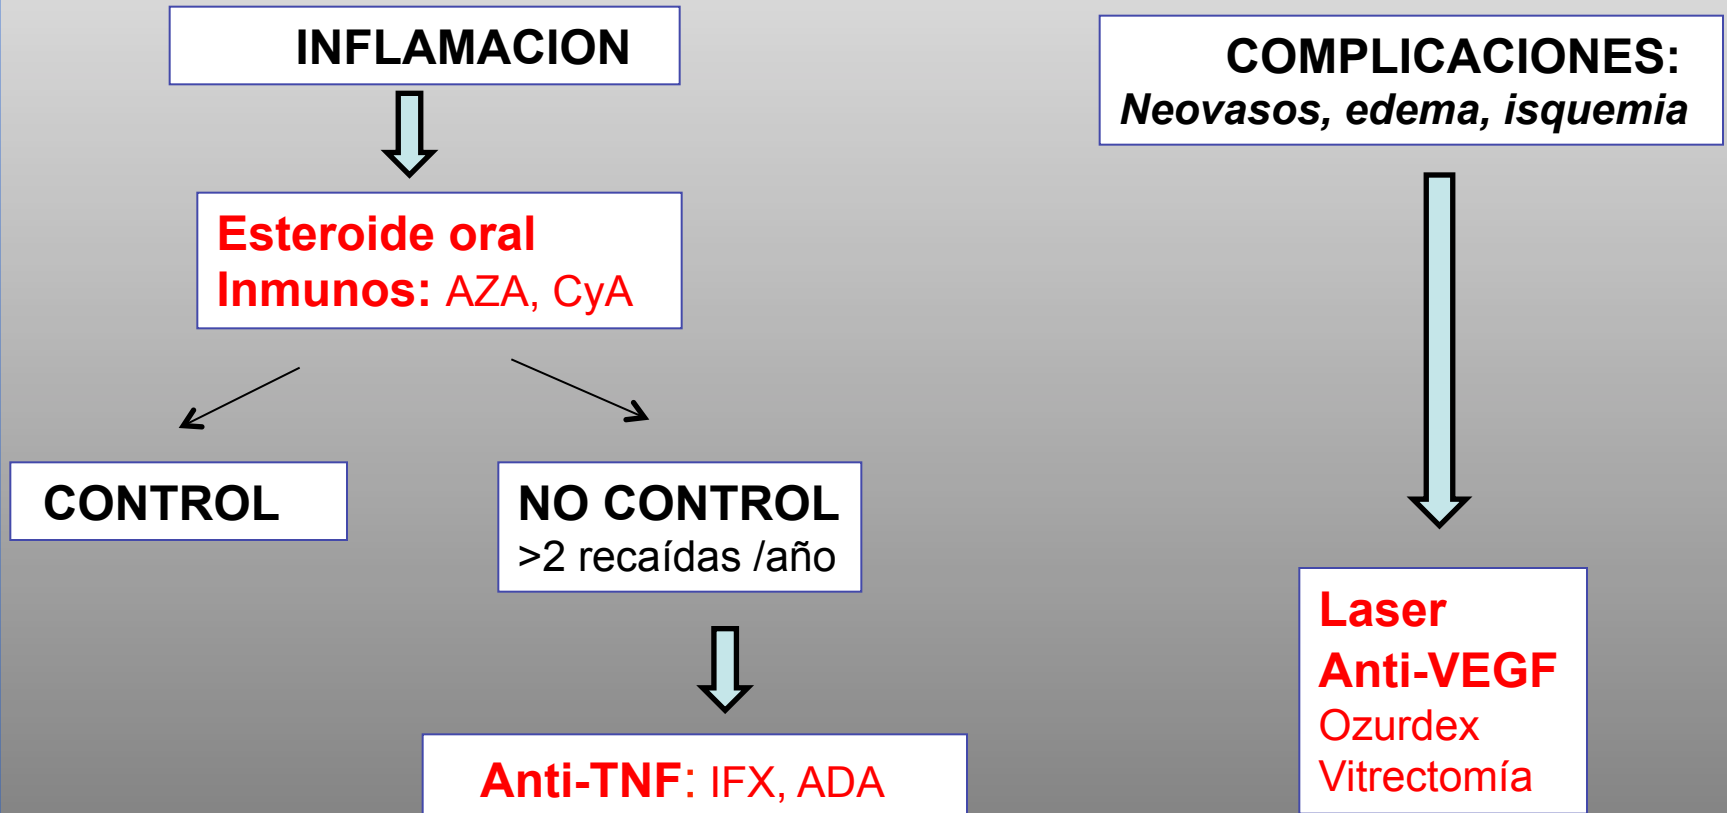 INFLAMACION
Esteroide oral
Inmunos: AZA, CyA
CONTROL
NO CONTROL
>2 recaídas /año
Anti-TNF: IFX, ADA
COMPLICACIONES:
Neovasos, edema, isquemia
Laser
Anti-VEGF
Ozurdex
Vitrectomía